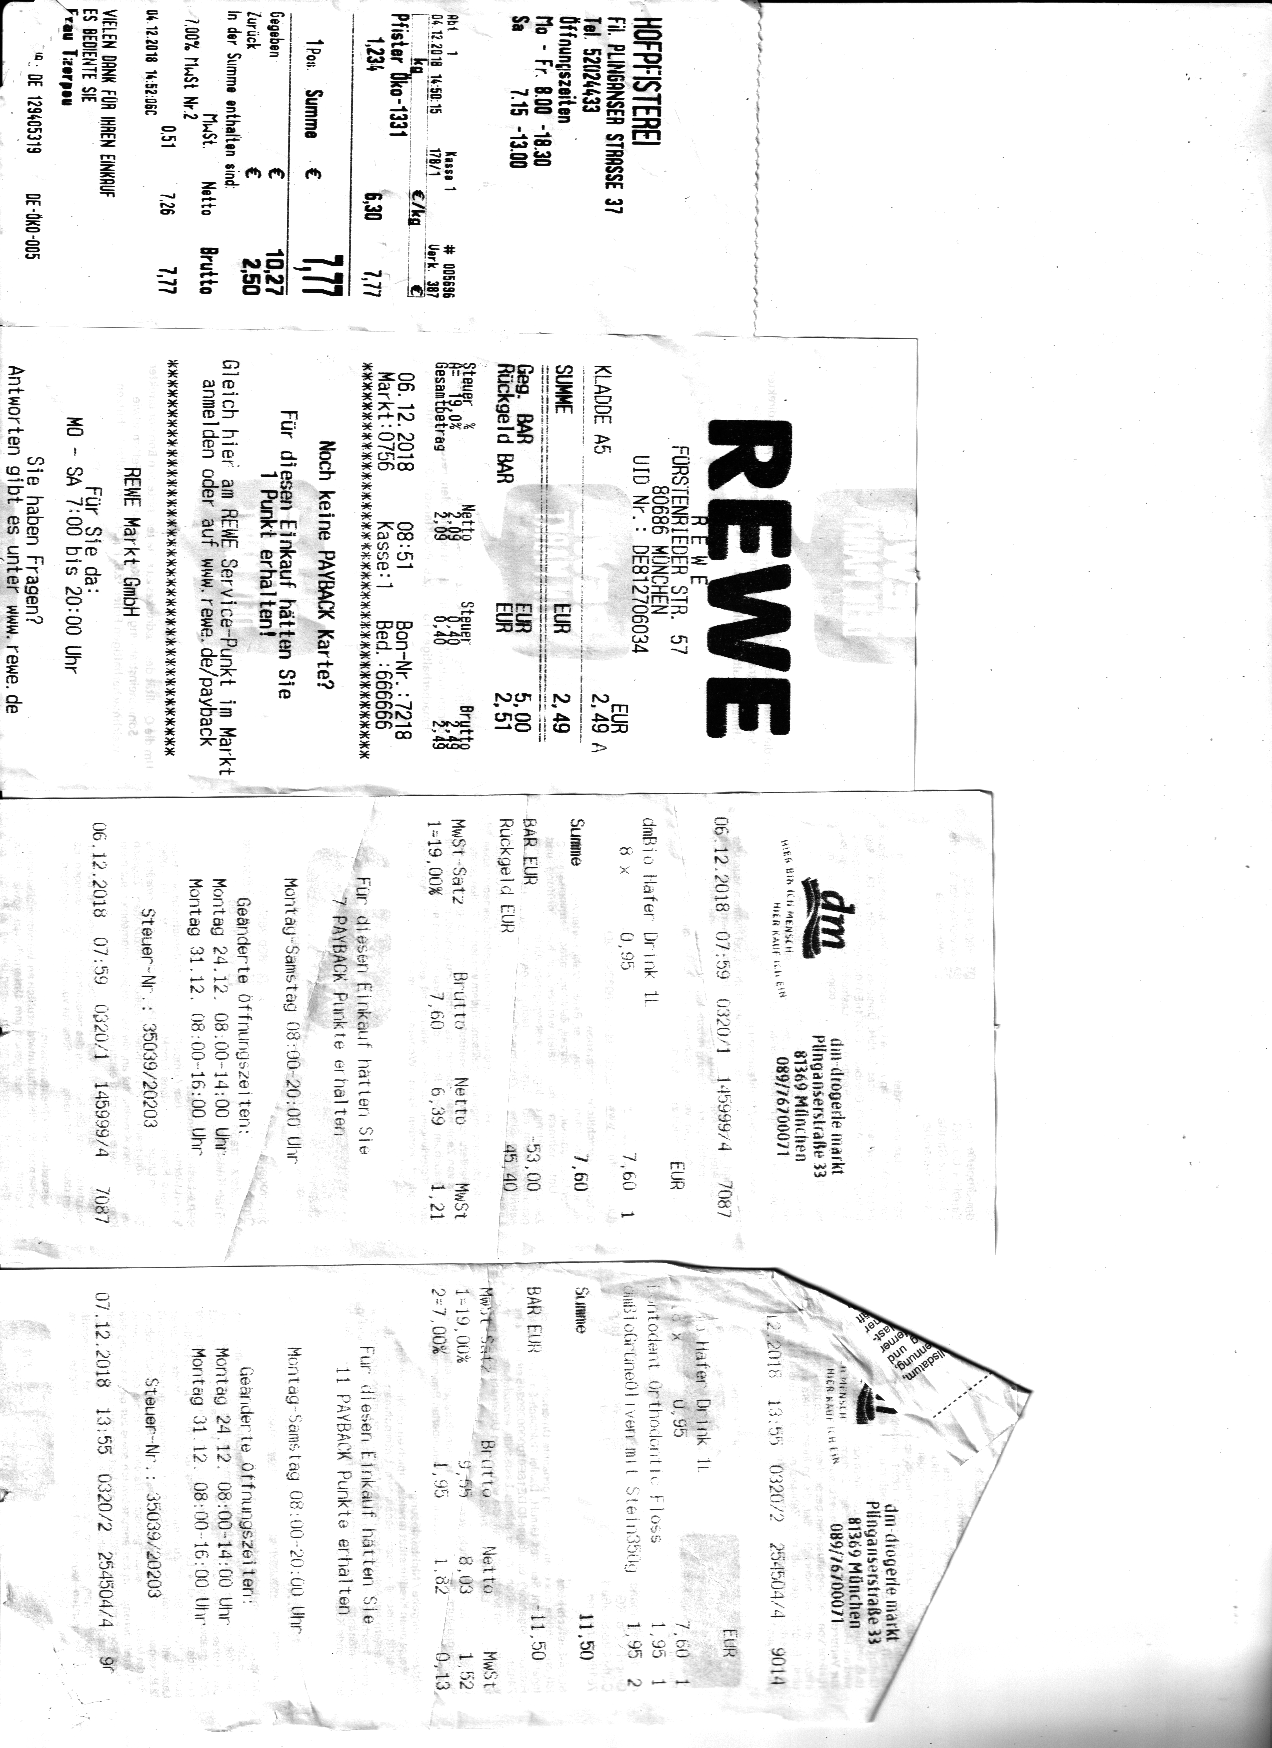 HOFPFISTEREI
Fil. PLINGANSER STRASSE 37
Tel. 52024433
Öffnungszeiten
Mo - Fr. 8.00 -18.30
Sa 7.15 -13.00
Abt 1 Kasse 1 # 005696
04.12.2018 14:50:15 178/1 Verk. 387
kg €/kg €
Pfister Öko-1331
1,234 6,30 7,77
1 Pos. Summe € 7,77
Gegeben € 10,27
Zurück € 2,50
In der Summe enthalten sind:
MwSt. Netto Brutto
7.00% MwSt Nr.2
0.51 7.26 7,77
04.12.2018 14:52:06C
VIELEN DANK FÜR IHREN EINKAUF
ES BEDIENTE SIE
Frau Tzerpou
DE 129405319 DE-ÖKO-005
REWE
R E W E
FÜRSTENRIEDER STR. 57
80686 MÜNCHEN
UID Nr.: DE812706034
EUR
KLADDE A5 2,49 A
SUMME EUR 2,49
Geg. BAR EUR 5,00
Rückgeld BAR EUR 2,51
Steuer % Netto Steuer Brutto
A= 19,0% 2,09 0,40 2,49
Gesamtbetrag 2,09 0,40 2,49
06.12.2018 08:51 Bon-Nr.:7218
Markt:0756 Kasse:1 Bed.:666666
****************************************
Noch keine PAYBACK Karte?
Für diesen Einkauf hätten Sie
1 Punkt erhalten!
Gleich hier am REWE Service-Punkt im Markt
anmelden oder auf www.rewe.de/payback
****************************************
REWE Markt GmbH
Für Sie da:
MO - SA 7:00 bis 20:00 Uhr
Sie haben Fragen?
Antworten gibt es unter www.rewe.de
dm
HIER BIN ICH MENSCH
HIER KAUF ICH EIN
dm-drogerie markt
Plinganserstraße 33
81369 München
089/76700071
06.12.2018 07:59 0320/1 145999/4 7087
EUR
dmBio Hafer Drink 1L
8 x 0,95 7,60 1
Summe 7,60
BAR EUR -53,00
Rückgeld EUR 45,40
MwSt-Satz Brutto Netto MwSt
1=19,00% 7,60 6,39 1,21
Für diesen Einkauf hätten Sie
7 PAYBACK Punkte erhalten
Montag-Samstag 08:00-20:00 Uhr
Geänderte Öffnungszeiten:
Montag 24.12. 08:00-14:00 Uhr
Montag 31.12. 08:00-16:00 Uhr
Steuer-Nr.: 35039/20203
06.12.2018 07:59 0320/1 145999/4 7087
MENSCH
HIER KAUF ICH EIN
dm-drogerie markt
Plinganserstraße 33
81369 München
089/76700071
12.2018 13:55 0320/2 254504/4 9014
EUR
Hafer Drink 1L
x 0,95 7,60 1
Dontodent Orthodontic Floss 1,95 1
dmBioGrüneOliven mit Stein350g 1,95 2
Summe 11,50
BAR EUR -11,50
MwSt-Satz Brutto Netto MwSt
1=19,00% 9,55 8,03 1,52
2=7,00% 1,95 1,82 0,13
Für diesen Einkauf hätten Sie
11 PAYBACK Punkte erhalten
Montag-Samstag 08:00-20:00 Uhr
Geänderte Öffnungszeiten:
Montag 24.12. 08:00-14:00 Uhr
Montag 31.12. 08:00-16:00 Uhr
Steuer-Nr.: 35039/20203
07.12.2018 13:55 0320/2 254504/4